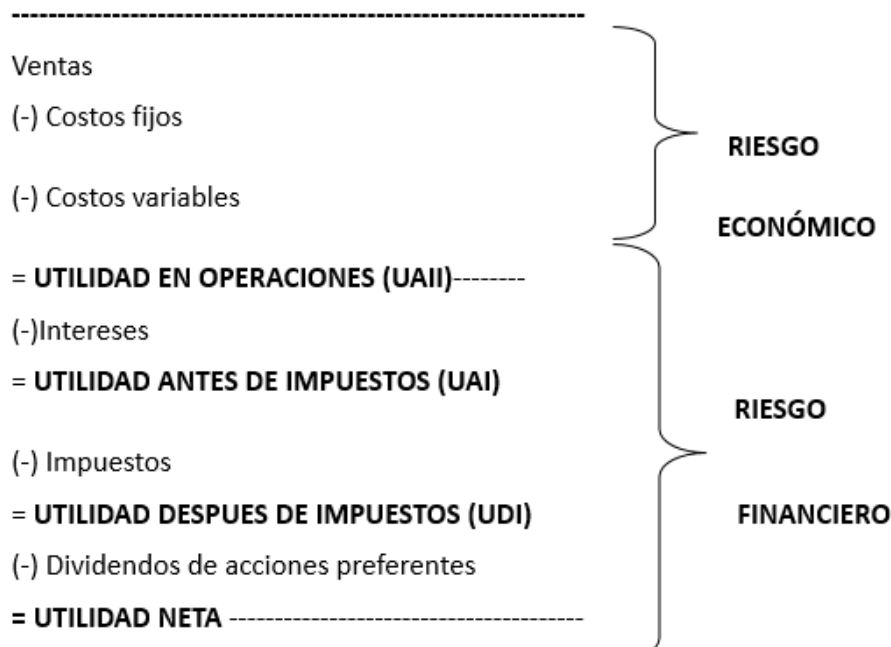 ---------------------------------------------------------------
Ventas
(-) Costos fijos
RIESGO
(-) Costos variables
ECONÓMICO
= UTILIDAD EN OPERACIONES (UAII)--------
(-)Intereses
= UTILIDAD ANTES DE IMPUESTOS (UAI)
RIESGO
(-) Impuestos
= UTILIDAD DESPUES DE IMPUESTOS (UDI)
FINANCIERO
(-) Dividendos de acciones preferentes
= UTILIDAD NETA ---------------------------------------